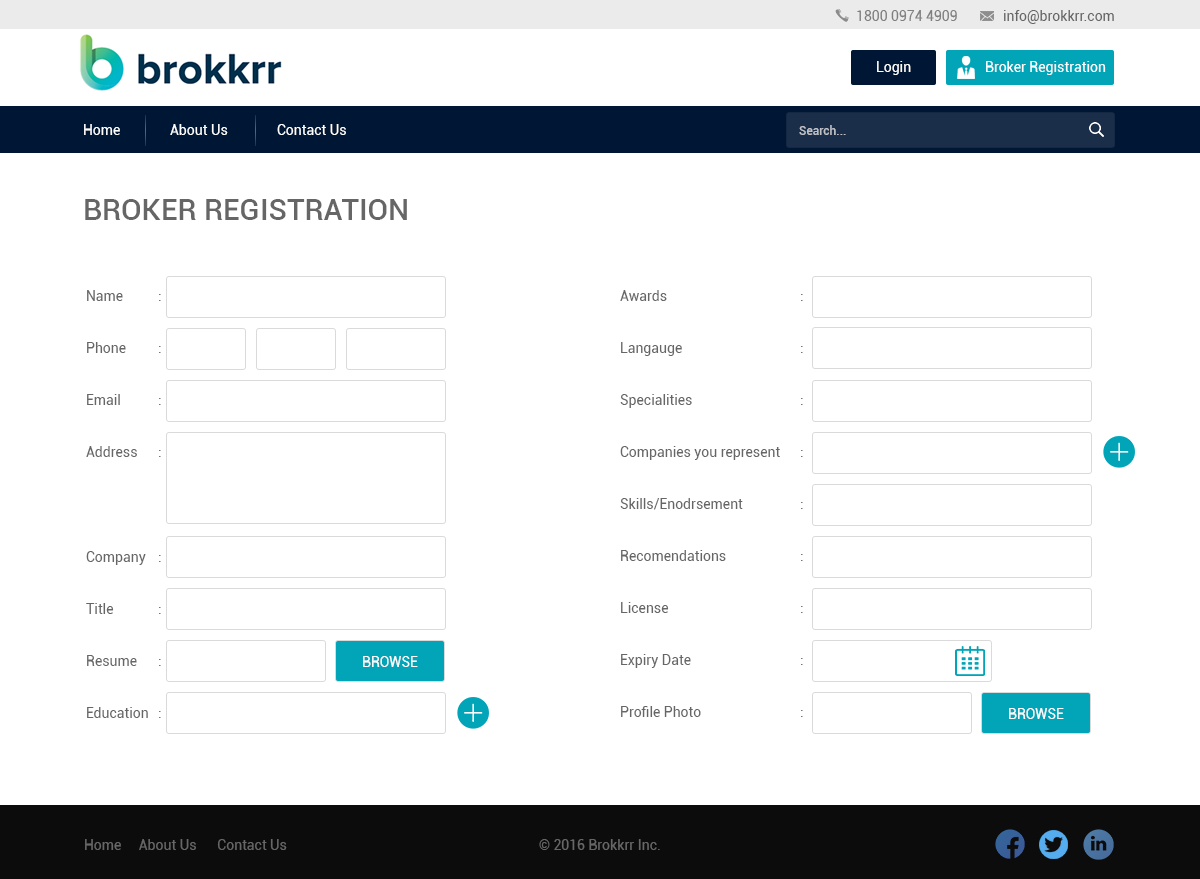 1800 0974 4909 info@brokkrr.com
brokkrr
Login Broker Registration
Home About Us Contact Us Search...
BROKER REGISTRATION
Name :
Phone :
Email :
Address :
Company :
Title :
Resume : BROWSE
Education :
Awards :
Langauge :
Specialities :
Companies you represent :
Skills/Enodrsement :
Recomendations :
License :
Expiry Date :
Profile Photo : BROWSE
Home About Us Contact Us © 2016 Brokkrr Inc.